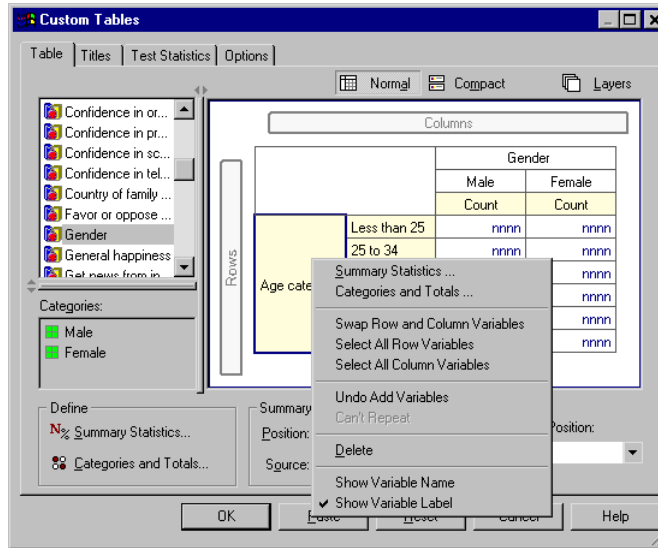 Custom Tables
Table Titles Test Statistics Options
Normal Compact Layers
Confidence in or...
Confidence in pr...
Confidence in sc...
Confidence in tel...
Country of family ...
Favor or oppose ...
Gender
General happiness
Get news from in...
Categories:
Male
Female
Columns
Rows
Gender
Male Female
Count Count
Less than 25 nnnn nnnn
25 to 34 nnnn nnnn
Age cate
nnnn
nnnn
nnnn
nnnn
Summary Statistics ...
Categories and Totals ...
Swap Row and Column Variables
Select All Row Variables
Select All Column Variables
Undo Add Variables
Can't Repeat
Delete
Show Variable Name
Show Variable Label
Define
N% Summary Statistics...
Categories and Totals...
Summary
Position:
Source:
Position:
OK Paste Reset Cancel Help